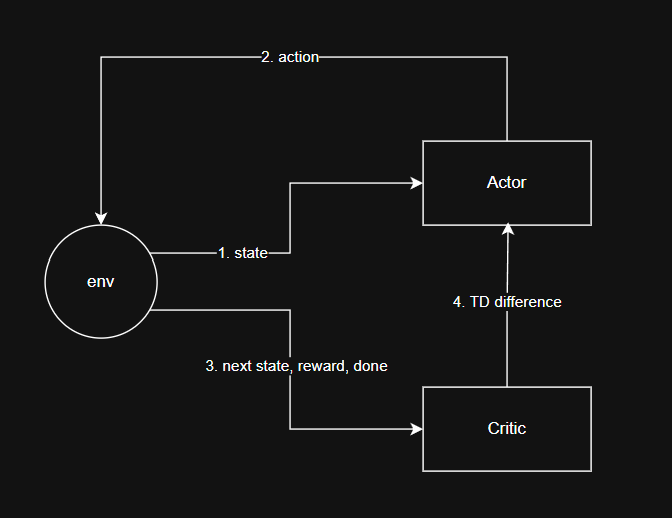 2. action
Actor
1. state
env
4. TD difference
3. next state, reward, done
Critic